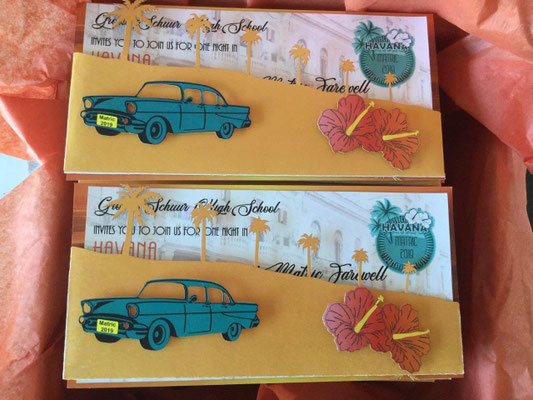 Schuur High School
INVITES YOU TO JOIN US FOR ONE NIGHT IN
HAVANA
Matric Farewell
HAVANA
MATRIC
2019
Matric
2019
Schuur High School
INVITES YOU TO JOIN US FOR ONE NIGHT IN
HAVANA
Matric Farewell
HAVANA
MATRIC
2019
Matric
2019